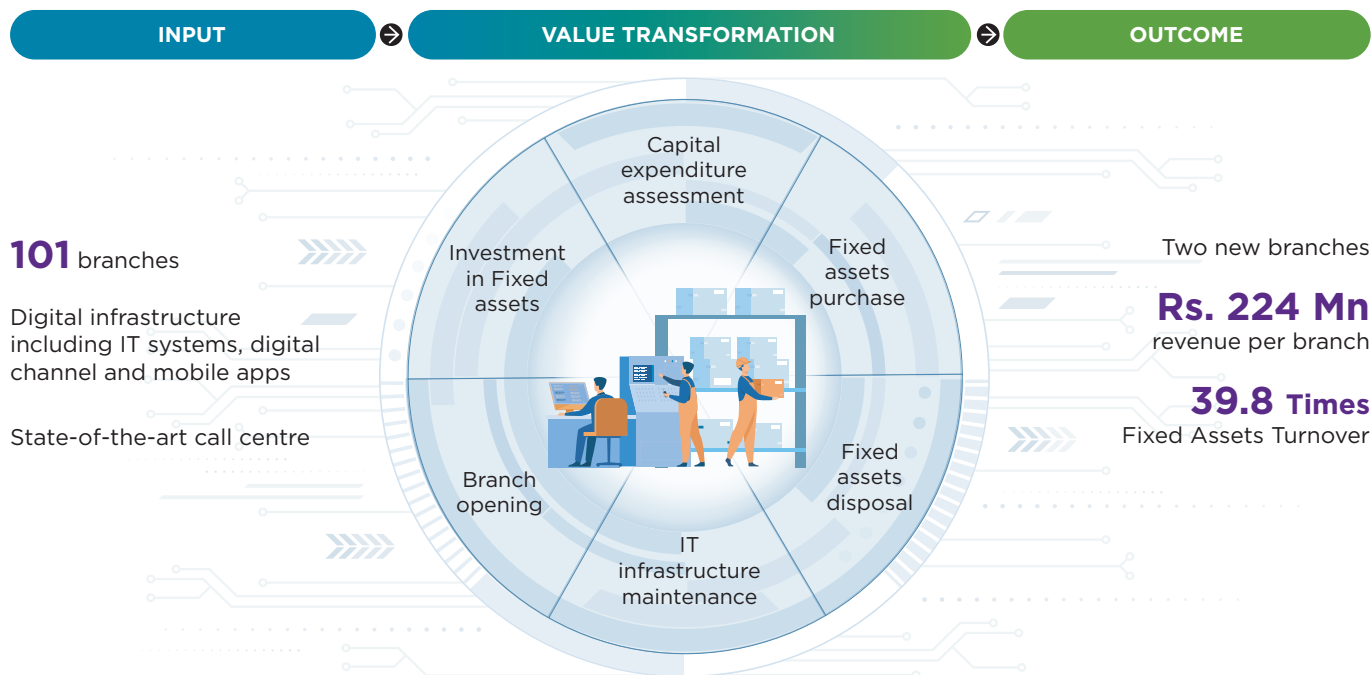 INPUT
VALUE TRANSFORMATION
OUTCOME
101 branches
Digital infrastructure
including IT systems, digital
channel and mobile apps
State-of-the-art call centre
Capital
expenditure
assessment
Fixed
assets
purchase
Fixed
assets
disposal
IT
infrastructure
maintenance
Branch
opening
Investment
in Fixed
assets
Two new branches
Rs. 224 Mn
revenue per branch
39.8 Times
Fixed Assets Turnover